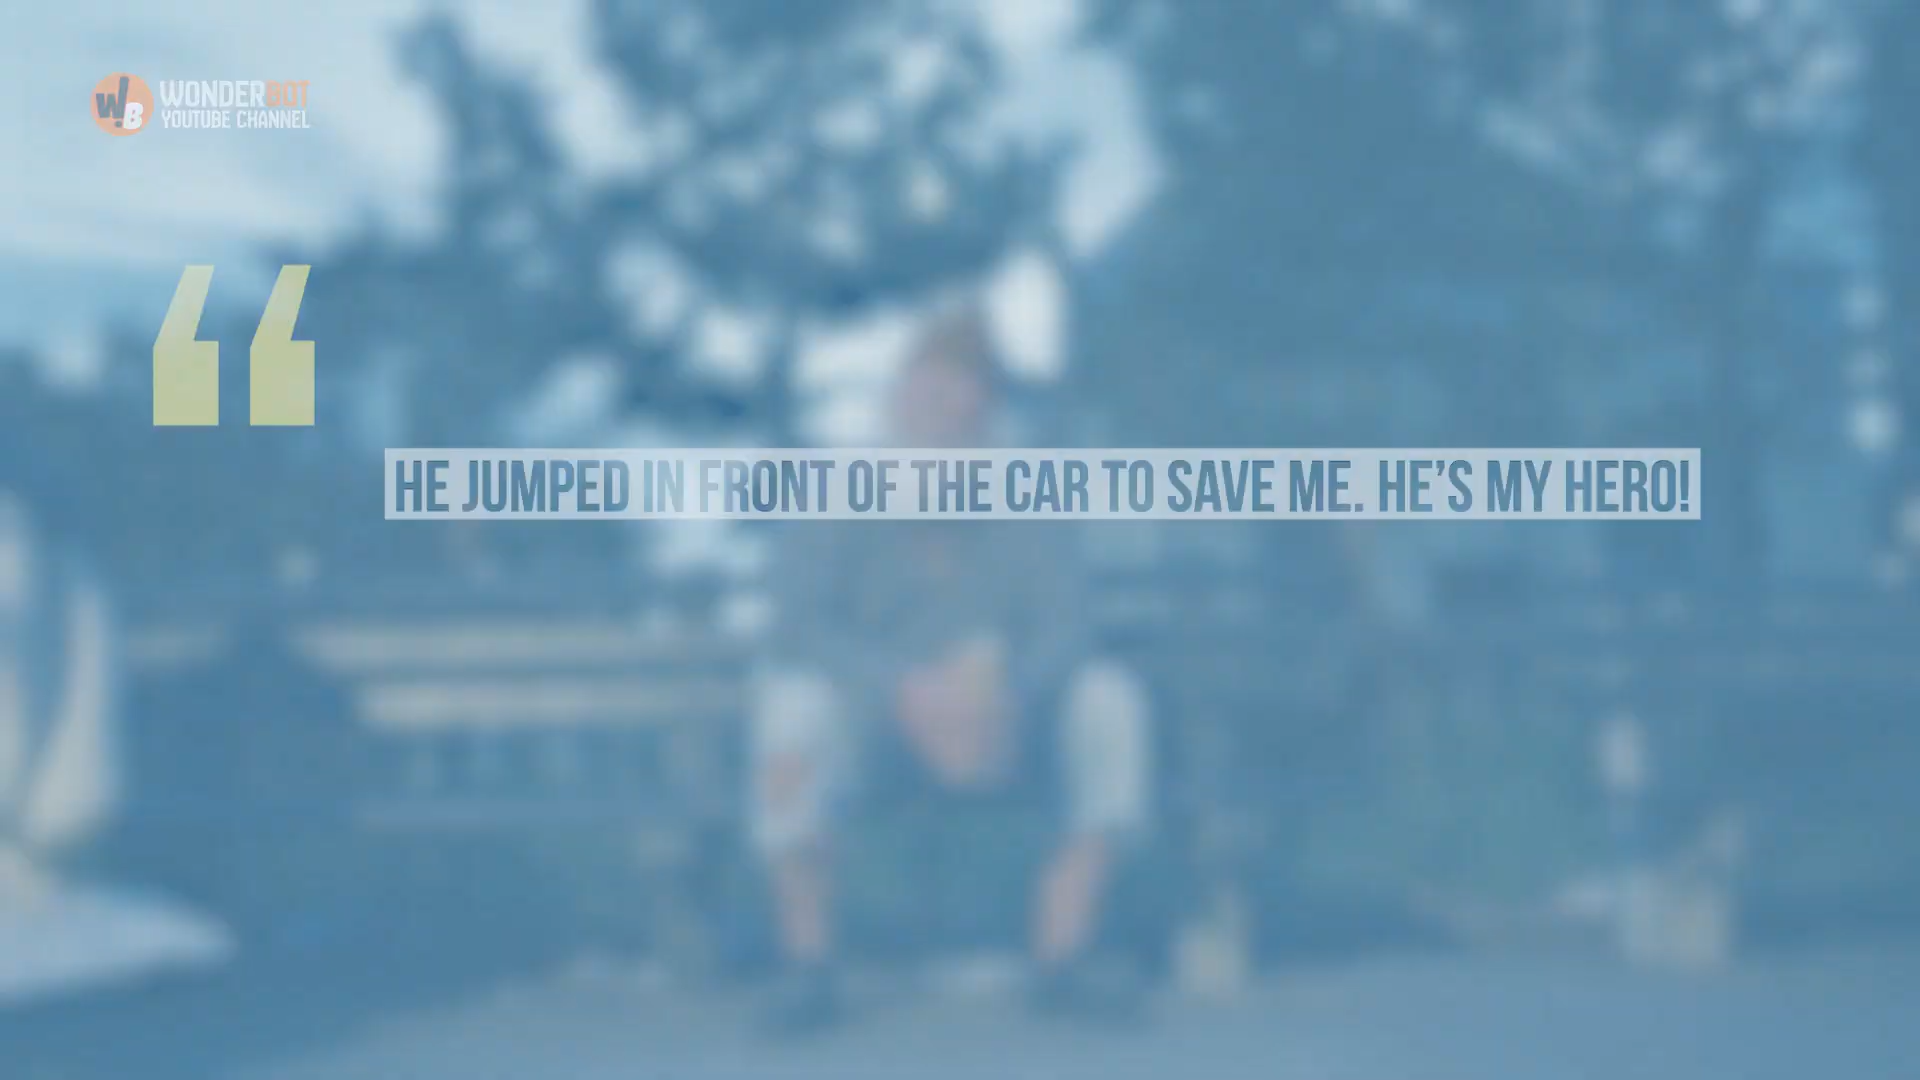 WONDERBOT
YOUTUBE CHANNEL
“
HE JUMPED IN FRONT OF THE CAR TO SAVE ME. HE’S MY HERO!